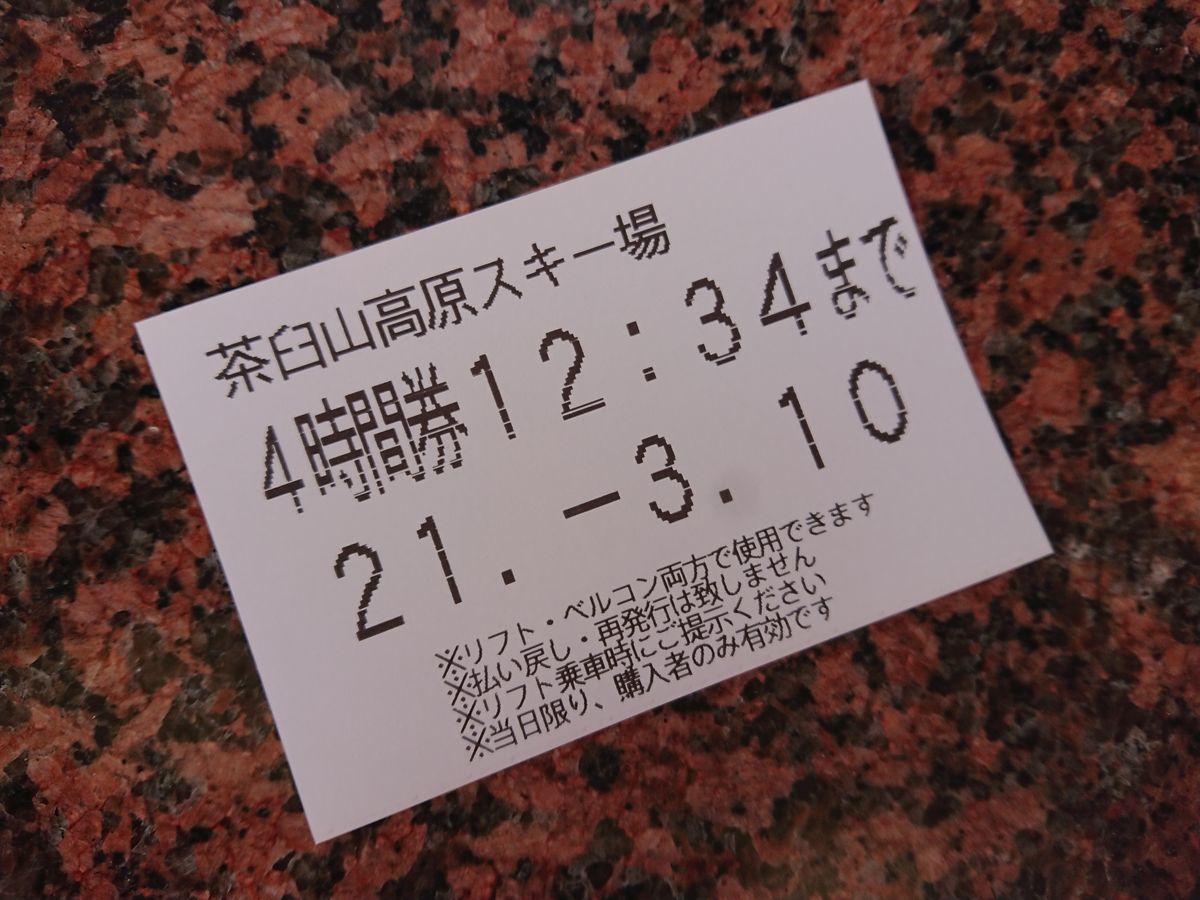 茶臼山高原スキー場
4時間券12:34まで
21.-3.10
※リフト・ベルコン両方で使用できます
※払い戻し・再発行は致しません
※リフト乗車時にご提示ください
※当日限り、購入者のみ有効です